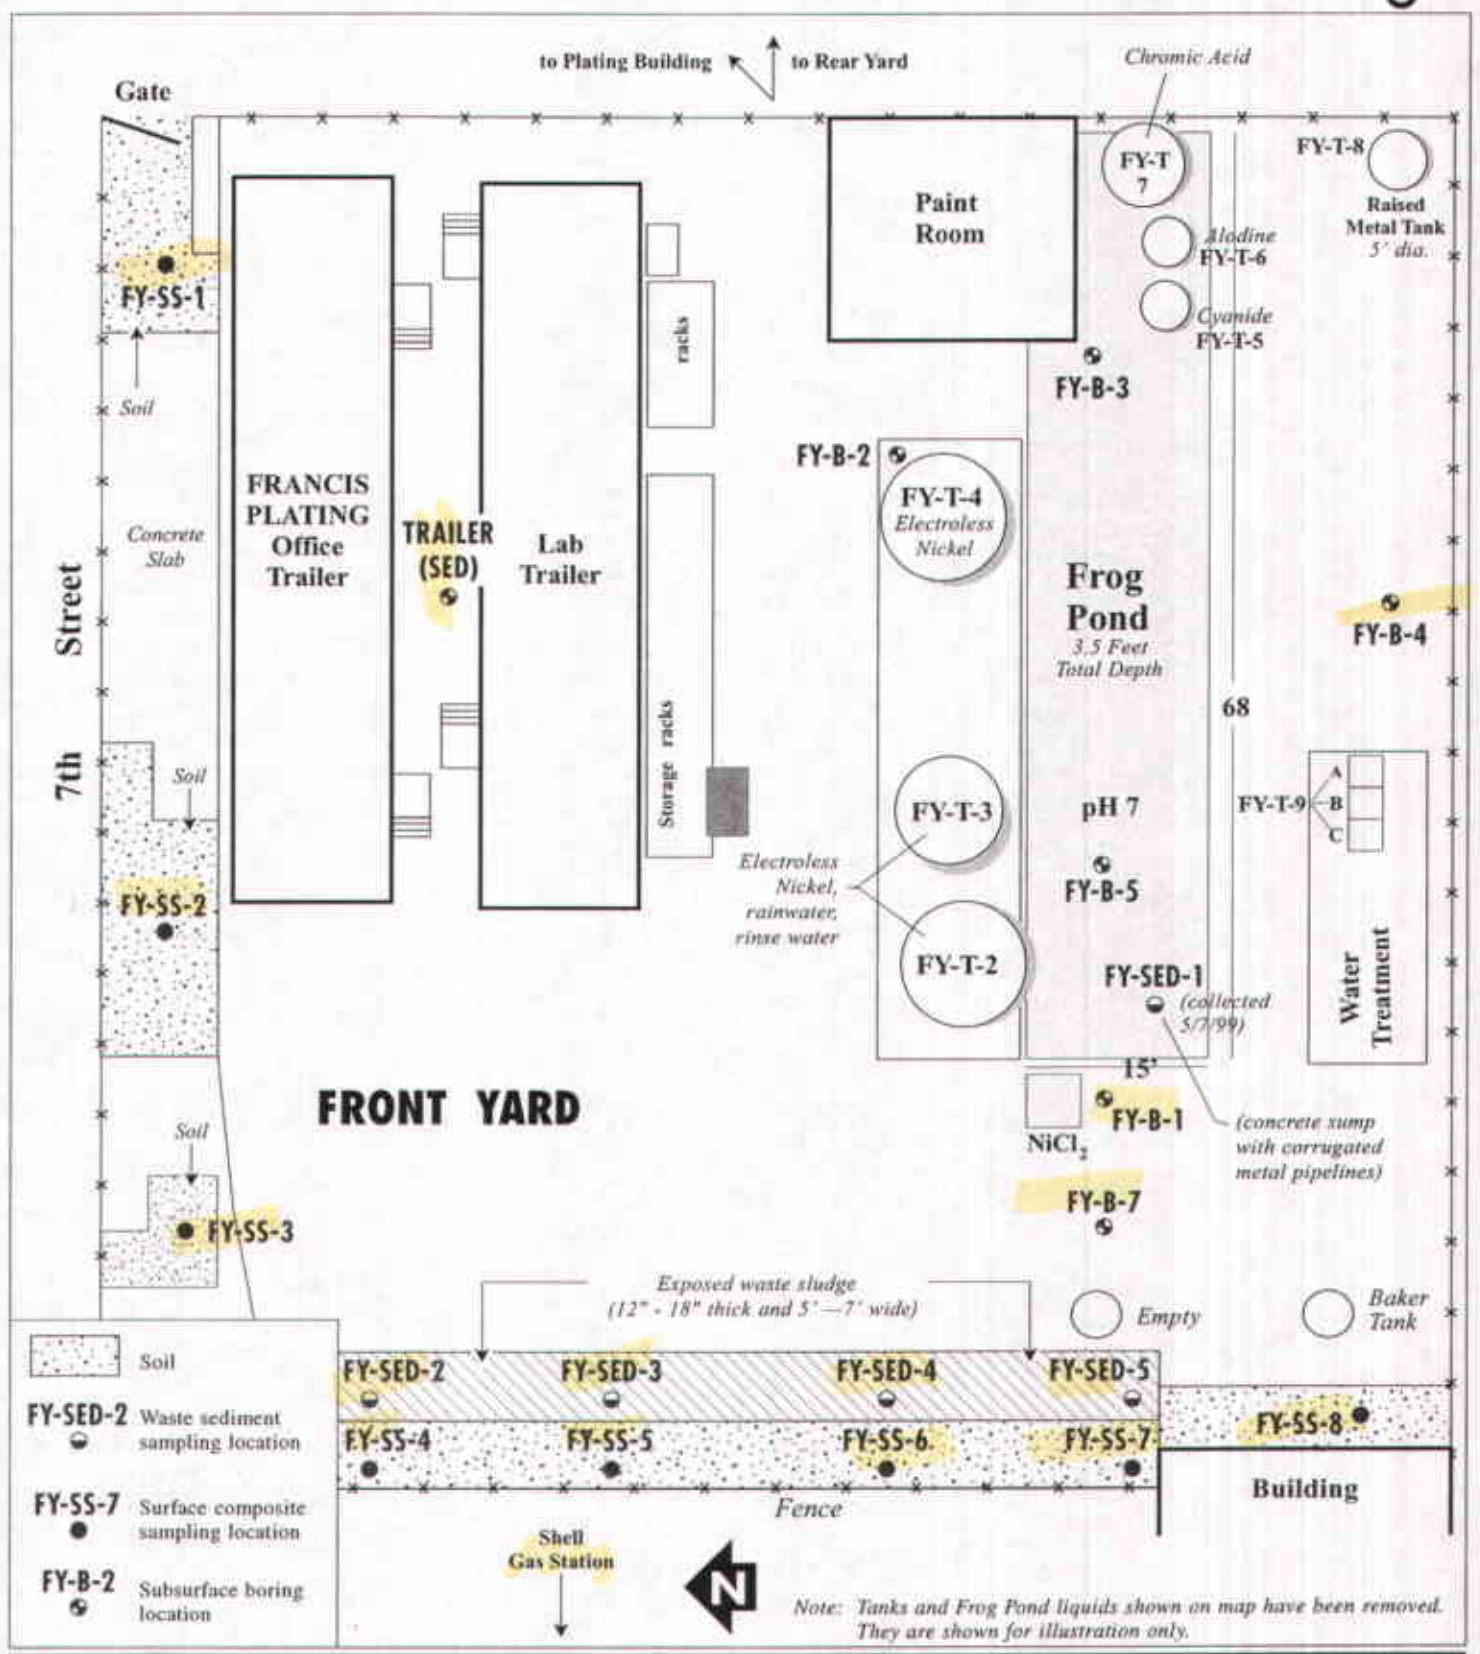 to Plating Building
to Rear Yard
Chromic Acid
Gate
FY-T
7
FY-T-8
Raised
Metal Tank
5' dia.
Paint
Room
Alodine
FY-T-6
Cyanide
FY-T-5
FY-SS-1
Soil
racks
FY-B-3
FY-B-2
FY-T-4
Electroless
Nickel
FRANCIS
PLATING
Office
Trailer
TRAILER
(SED)
Lab
Trailer
Concrete
Slab
7th Street
Frog
Pond
3.5 Feet
Total Depth
FY-B-4
68
Soil
Storage racks
FY-T-3
pH 7
FY-T-9
A
B
C
Electroless
Nickel,
rainwater,
rinse water
FY-B-5
FY-SS-2
FY-T-2
FY-SED-1
(collected
5/7/99)
Water
Treatment
15'
FRONT YARD
FY-B-1
NiCl2
(concrete sump
with corrugated
metal pipelines)
Soil
FY-B-7
FY-SS-3
Exposed waste sludge
(12" - 18" thick and 5' — 7' wide)
Empty
Baker
Tank
FY-SED-2
FY-SED-3
FY-SED-4
FY-SED-5
FY-SS-4
FY-SS-5
FY-SS-6
FY-SS-7
FY-SS-8
Building
Fence
Shell
Gas Station
N
Note: Tanks and Frog Pond liquids shown on map have been removed.
They are shown for illustration only.
Soil
FY-SED-2 Waste sediment
sampling location
FY-SS-7 Surface composite
sampling location
FY-B-2 Subsurface boring
location